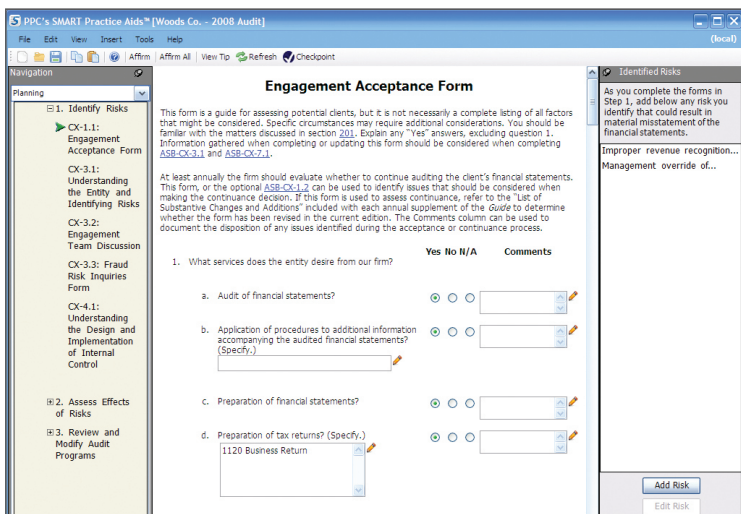 PPC's SMART Practice Aids™ [Woods Co. - 2008 Audit]
File Edit View Insert Tools Help (local)
Affirm Affirm All View Tip Refresh Checkpoint
Navigation
Planning
1. Identify Risks
CX-1.1:
Engagement
Acceptance Form
CX-3.1:
Understanding
the Entity and
Identifying Risks
CX-3.2:
Engagement
Team Discussion
CX-3.3: Fraud
Risk Inquiries
Form
CX-4.1:
Understanding
the Design and
Implementation
of Internal
Control
2. Assess Effects
of Risks
3. Review and
Modify Audit
Programs
Engagement Acceptance Form
This form is a guide for assessing potential clients, but it is not necessarily a complete listing of all factors
that might be considered. Specific circumstances may require additional considerations. You should be
familiar with the matters discussed in section 201. Explain any "Yes" answers, excluding question 1.
Information gathered when completing or updating this form should be considered when completing
ASB-CX-3.1 and ASB-CX-7.1.
At least annually the firm should evaluate whether to continue auditing the client's financial statements.
This form, or the optional ASB-CX-1.2 can be used to identify issues that should be considered when
making the continuance decision. If this form is used to assess continuance, refer to the "List of
Substantive Changes and Additions" included with each annual supplement of the Guide to determine
whether the form has been revised in the current edition. The Comments column can be used to
document the disposition of any issues identified during the acceptance or continuance process.
Yes No N/A Comments
1. What services does the entity desire from our firm?
a. Audit of financial statements?
b. Application of procedures to additional information
accompanying the audited financial statements?
(Specify.)
c. Preparation of financial statements?
d. Preparation of tax returns? (Specify.)
1120 Business Return
Identified Risks
As you complete the forms in
Step 1, add below any risk you
identify that could result in
material misstatement of the
financial statements.
Improper revenue recognition...
Management override of...
Add Risk
Edit Risk